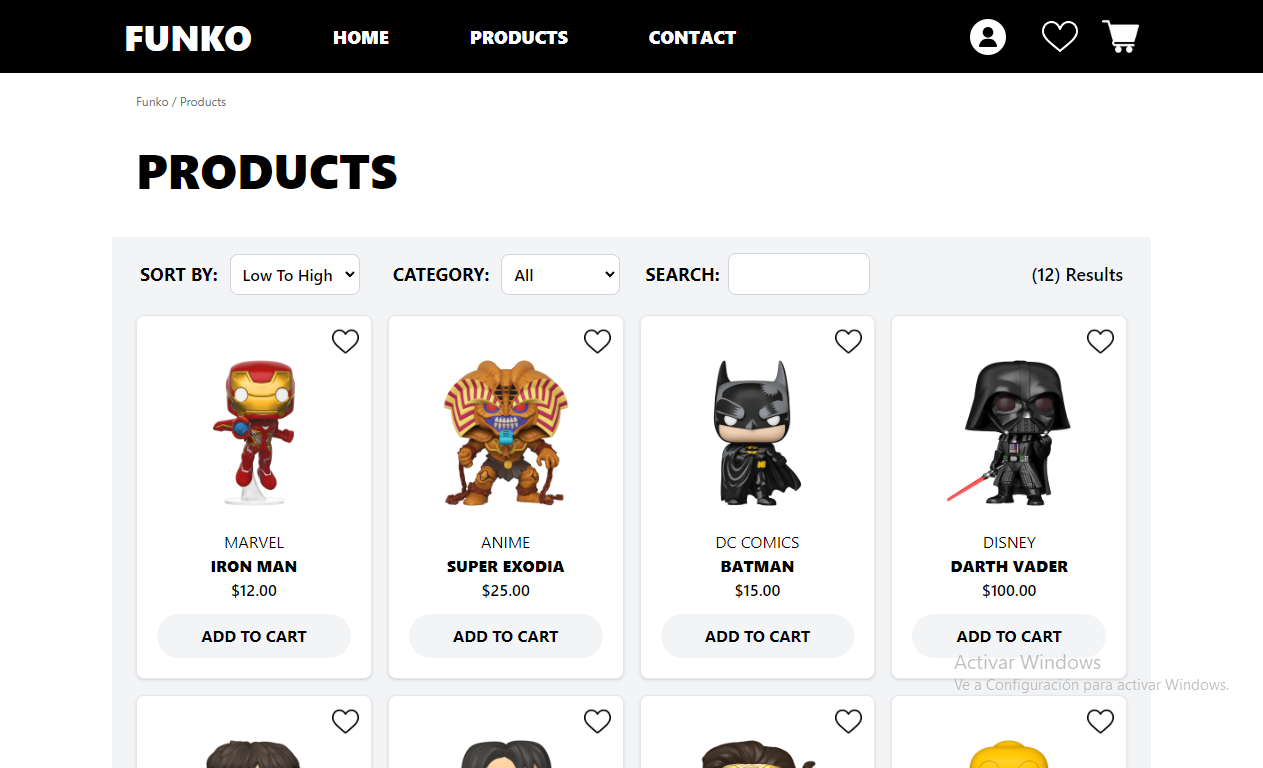 FUNKO HOME PRODUCTS CONTACT
Funko / Products
PRODUCTS
SORT BY: Low To High CATEGORY: All SEARCH: (12) Results
MARVEL
IRON MAN
$12.00
ADD TO CART
ANIME
SUPER EXODIA
$25.00
ADD TO CART
DC COMICS
BATMAN
$15.00
ADD TO CART
DISNEY
DARTH VADER
$100.00
ADD TO CART
Activar Windows
Ve a Configuración para activar Windows.